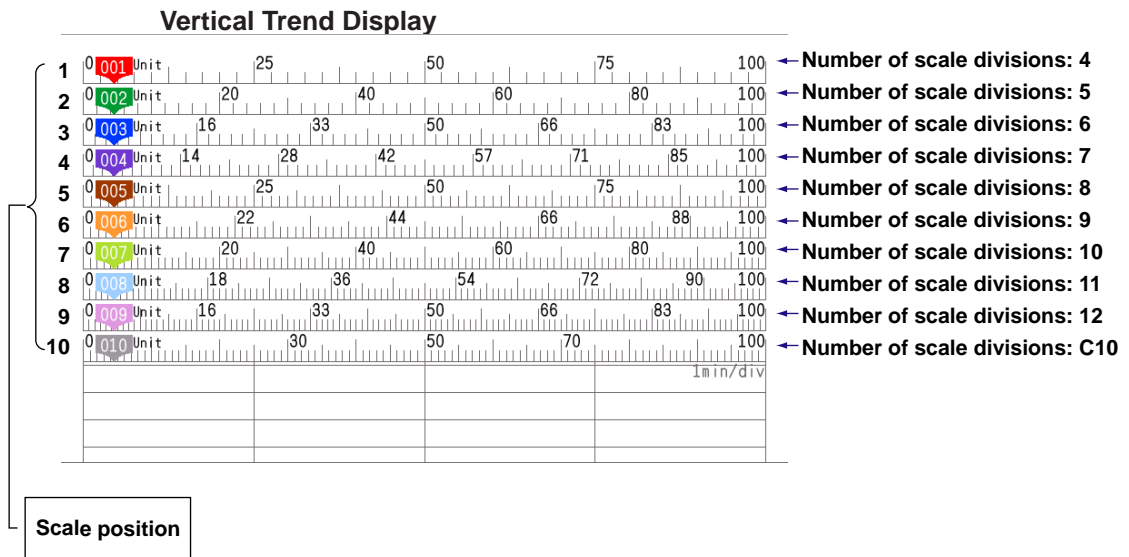 Vertical Trend Display
1 0 001 Unit 25 50 75 100 Number of scale divisions: 4
2 0 002 Unit 20 40 60 80 100 Number of scale divisions: 5
3 0 003 Unit 16 33 50 66 83 100 Number of scale divisions: 6
4 0 004 Unit 14 28 42 57 71 85 100 Number of scale divisions: 7
5 0 005 Unit 25 50 75 100 Number of scale divisions: 8
6 0 006 Unit 22 44 66 88 100 Number of scale divisions: 9
7 0 007 Unit 20 40 60 80 100 Number of scale divisions: 10
8 0 008 Unit 18 36 54 72 90 100 Number of scale divisions: 11
9 0 009 Unit 16 33 50 66 83 100 Number of scale divisions: 12
10 0 010 Unit 30 50 70 100 Number of scale divisions: C10
1min/div
Scale position